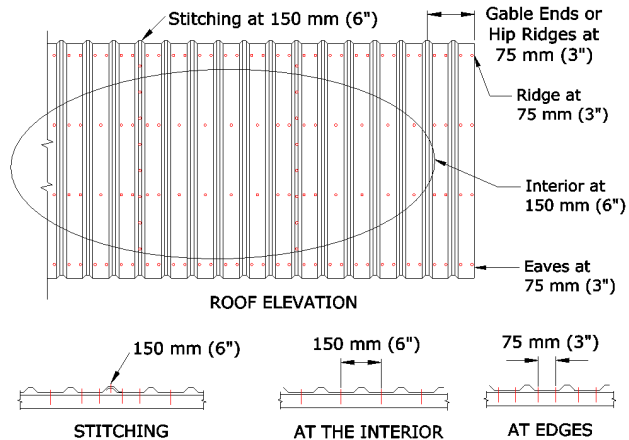 Stitching at 150 mm (6")
Gable Ends or
Hip Ridges at
75 mm (3")
Ridge at
75 mm (3")
Interior at
150 mm (6")
Eaves at
75 mm (3")
ROOF ELEVATION
150 mm (6")
150 mm (6")
75 mm (3")
STITCHING
AT THE INTERIOR
AT EDGES